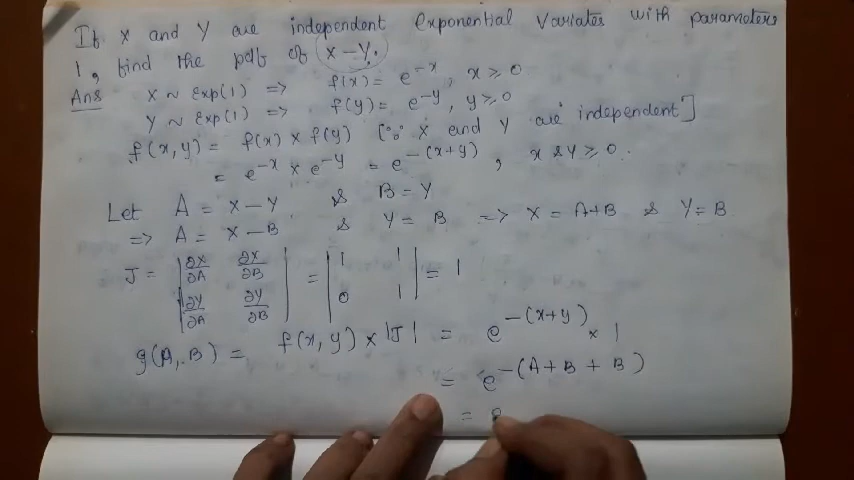 If X and Y are independent exponential variates with parameters
1, find the pdf of X-Y.
Ans X ~ Exp(1) => f(x) = e^-x, x ≥ 0
Y ~ Exp(1) => f(y) = e^-y, y ≥ 0
f(x,y) = f(x) × f(y) [∵ X and Y are independent]
= e^-x × e^-y = e^-(x+y), x & y ≥ 0.
Let A = X-Y & B = Y
=> A = X-B & Y = B => X = A+B & Y = B
J = | ∂X/∂A ∂X/∂B | = | 1 1 | = 1
| ∂Y/∂A ∂Y/∂B | | 0 1 |
g(A,B) = f(x,y) × |J| = e^-(x+y) × 1
= e^-(A+B+B)
= e